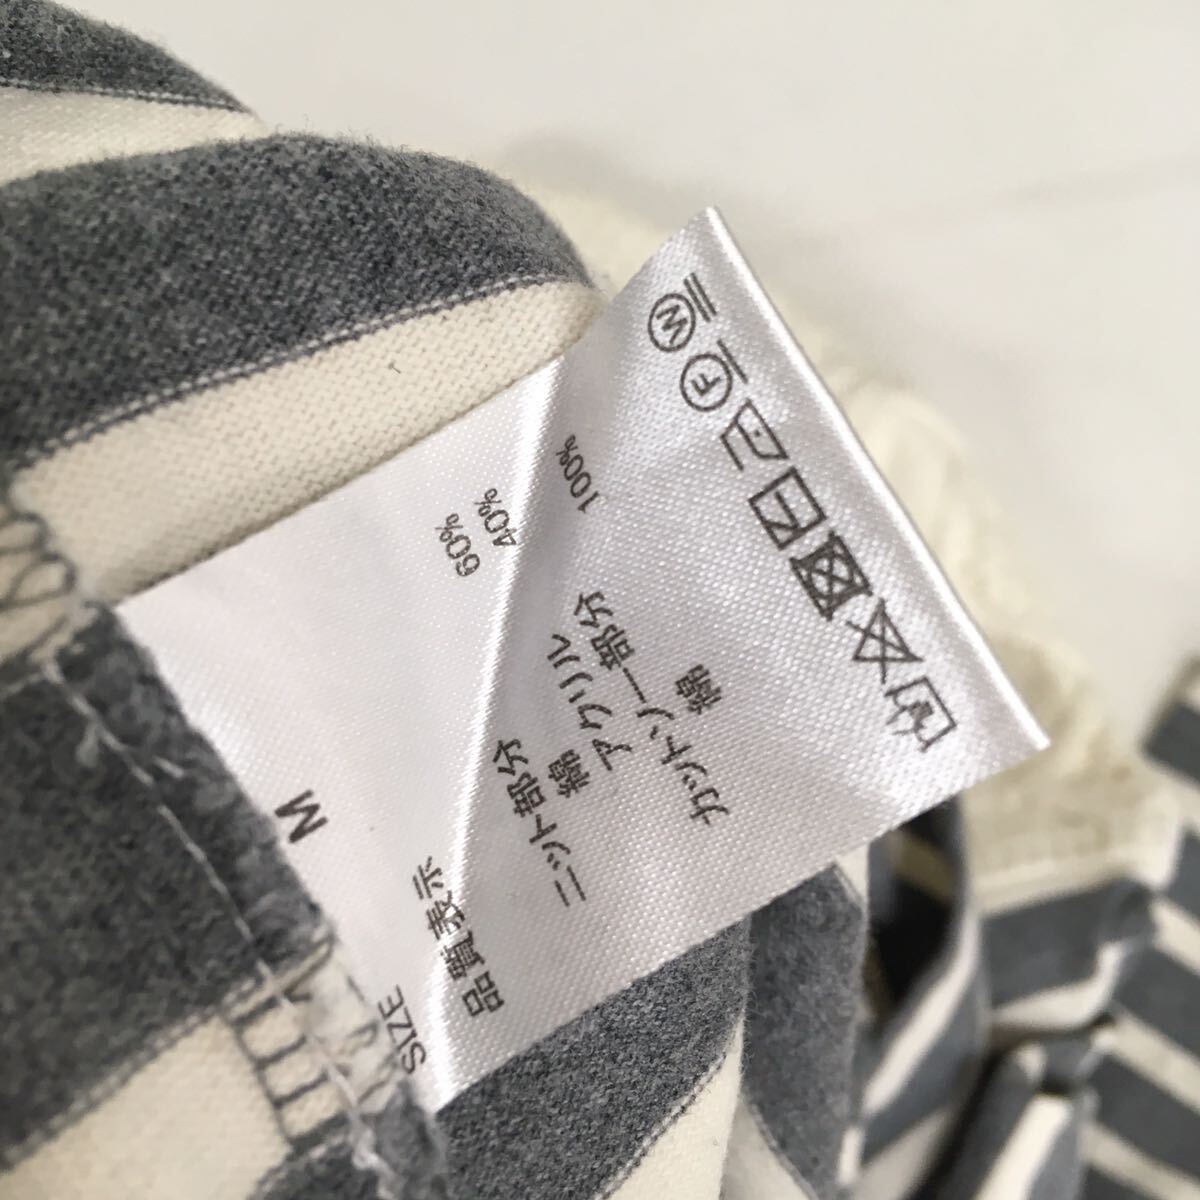 SIZE M
品質表示
ニット部分
綿 60%
アクリル 40%
カットソー部分
綿 100%
F
W